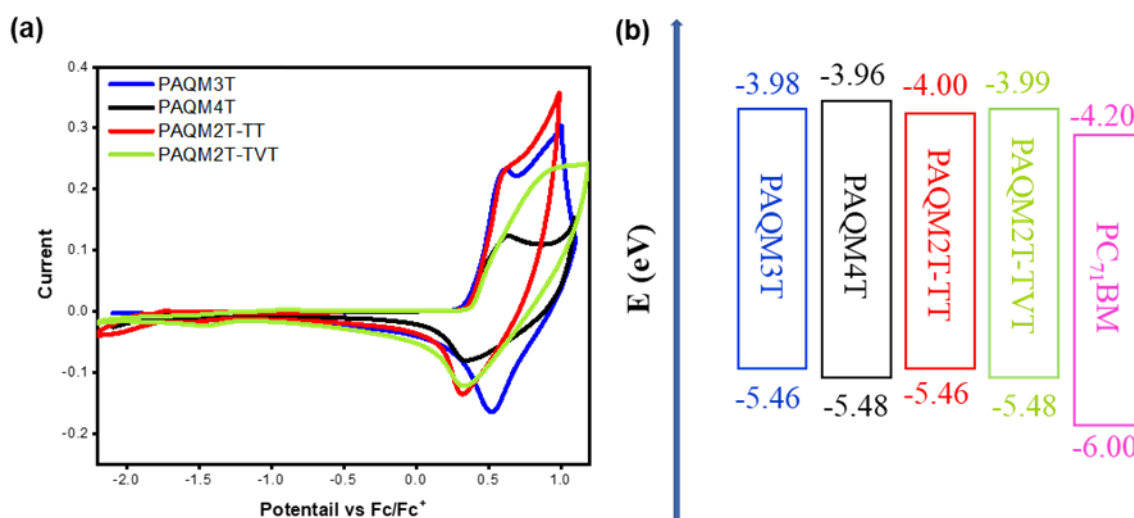 (a)
0.4
0.3
0.2
0.1
0.0
-0.1
-0.2
Current
PAQM3T
PAQM4T
PAQM2T-TT
PAQM2T-TVT
-2.0
-1.5
-1.0
-0.5
0.0
0.5
1.0
Potentail vs Fc/Fc⁺
(b)
E (eV)
-3.98
PAQM3T
-5.46
-3.96
PAQM4T
-5.48
-4.00
PAQM2T-TT
-5.46
-3.99
PAQM2T-TVT
-5.48
-4.20
PC₇₁BM
-6.00